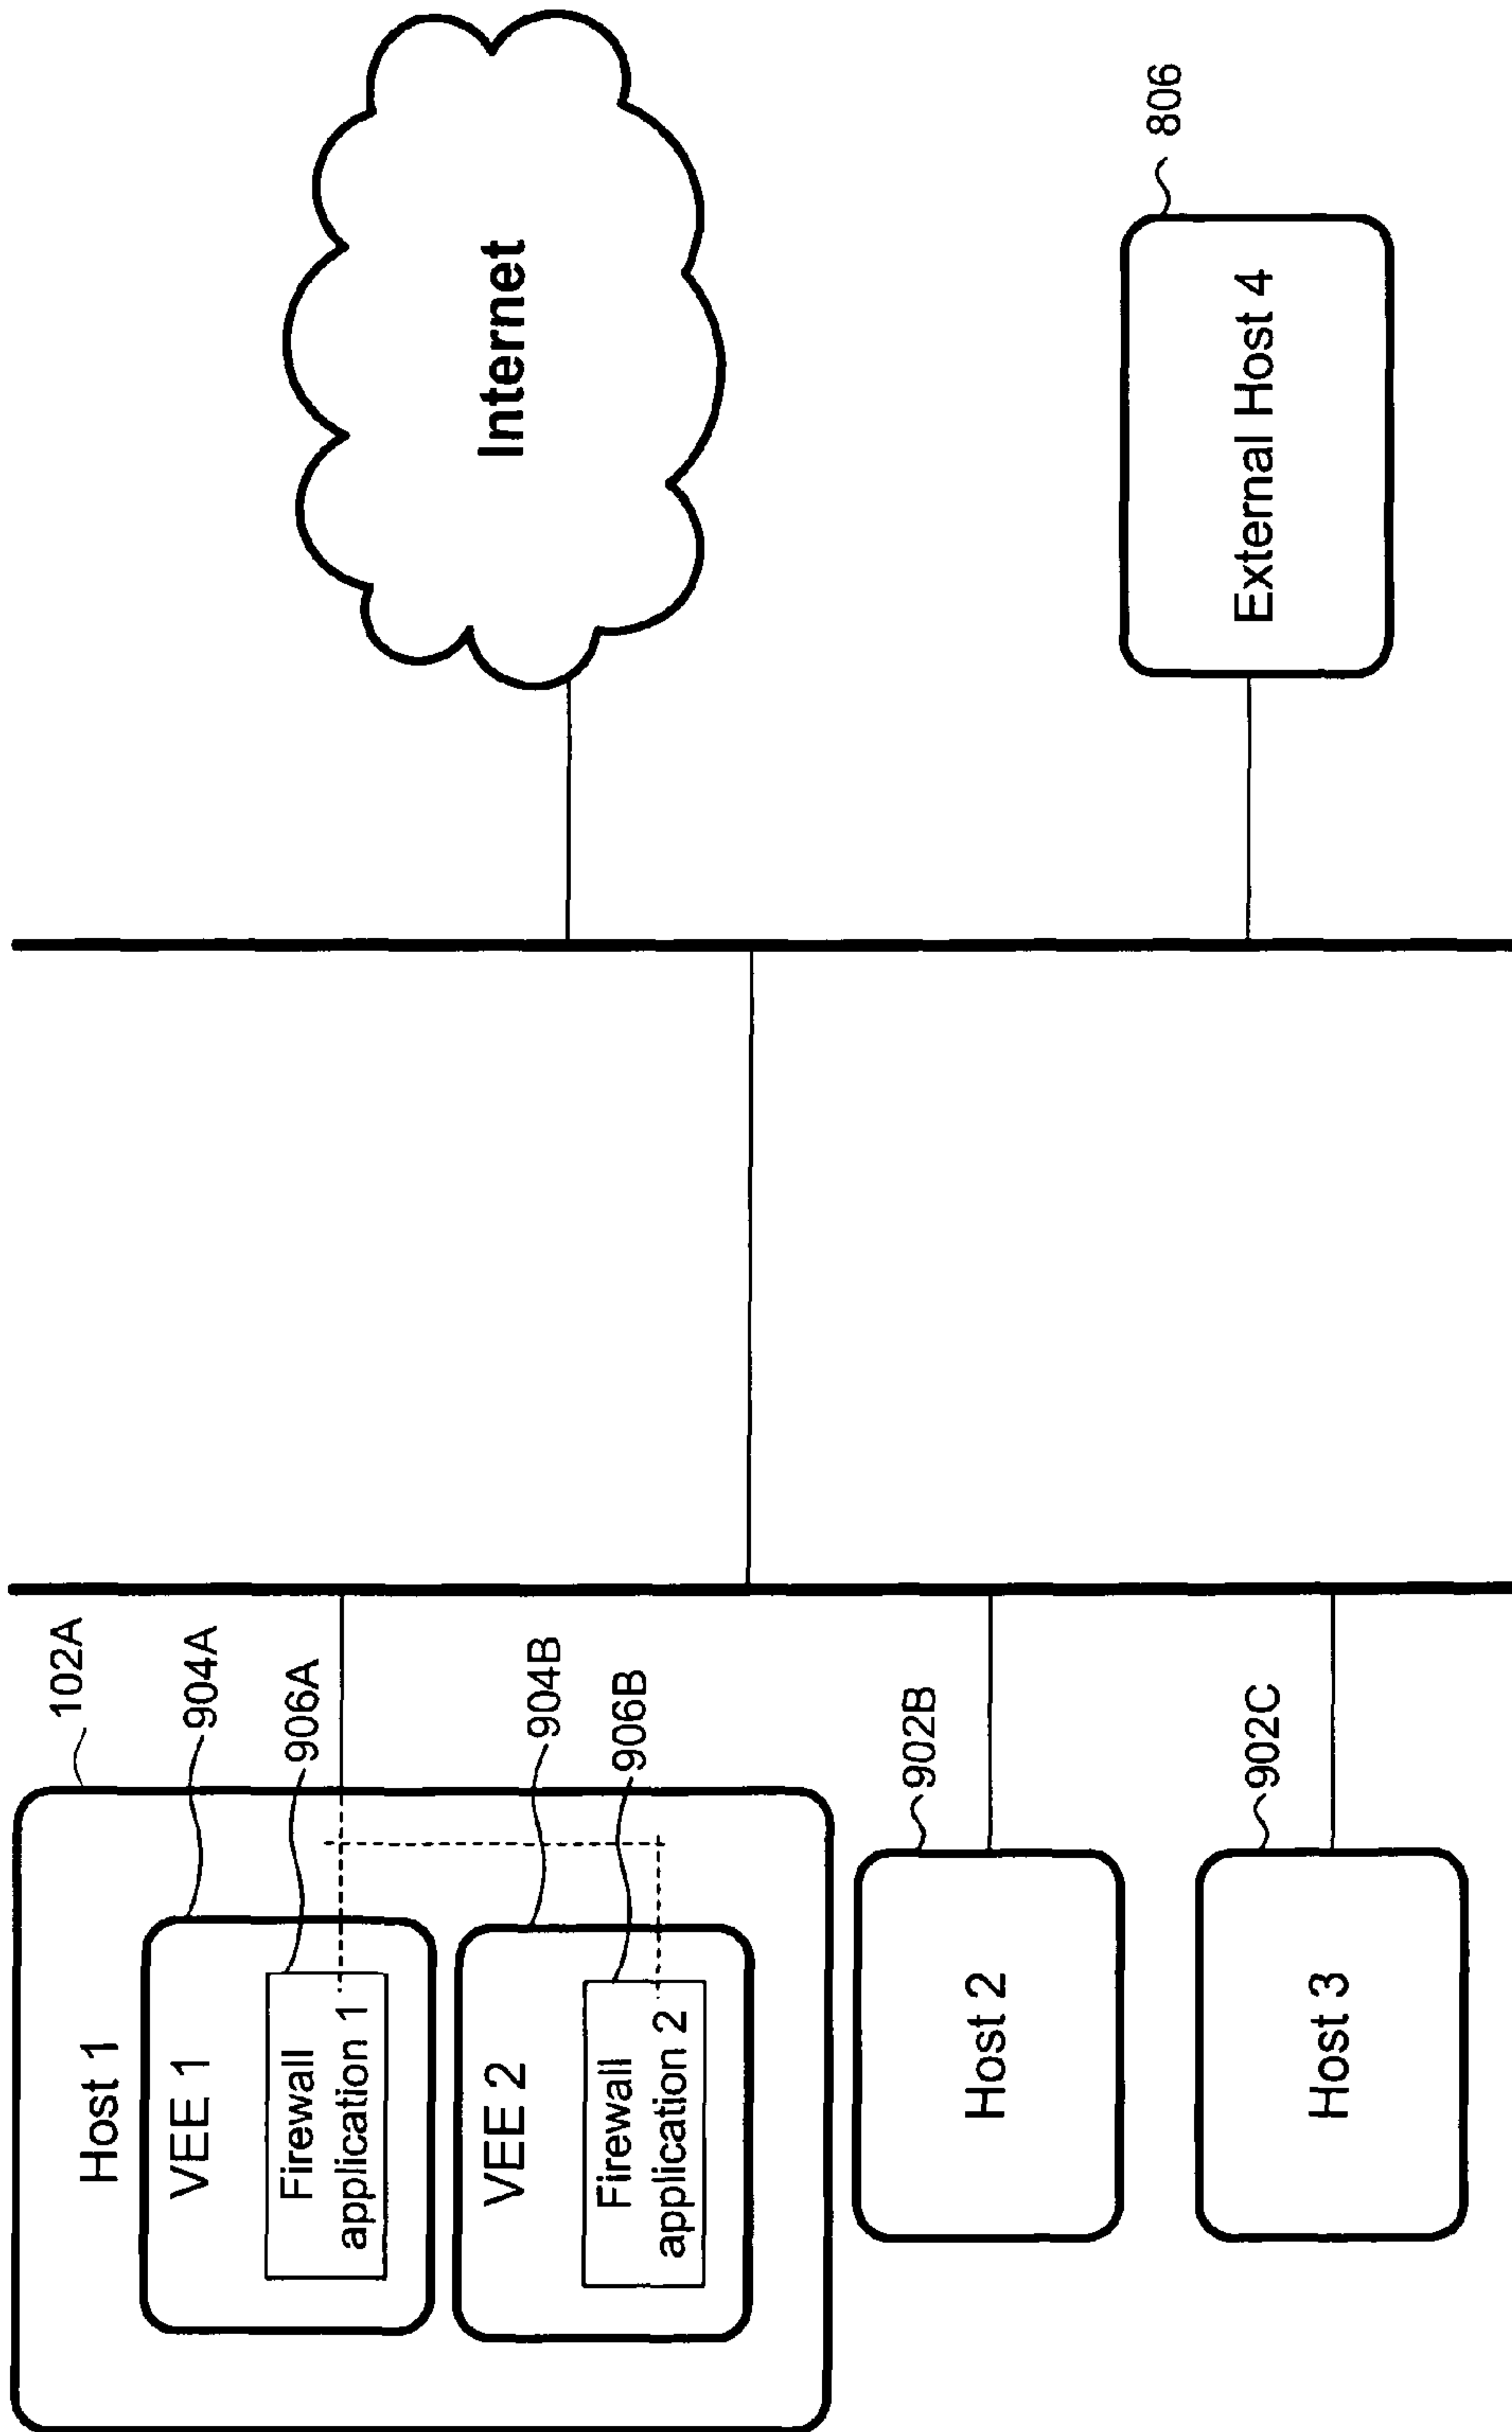 Host 1
102A
VEE 1
904A
Firewall
application 1
906A
VEE 2
904B
Firewall
application 2
906B
Host 2
902B
Host 3
902C
Internet
External Host 4
806